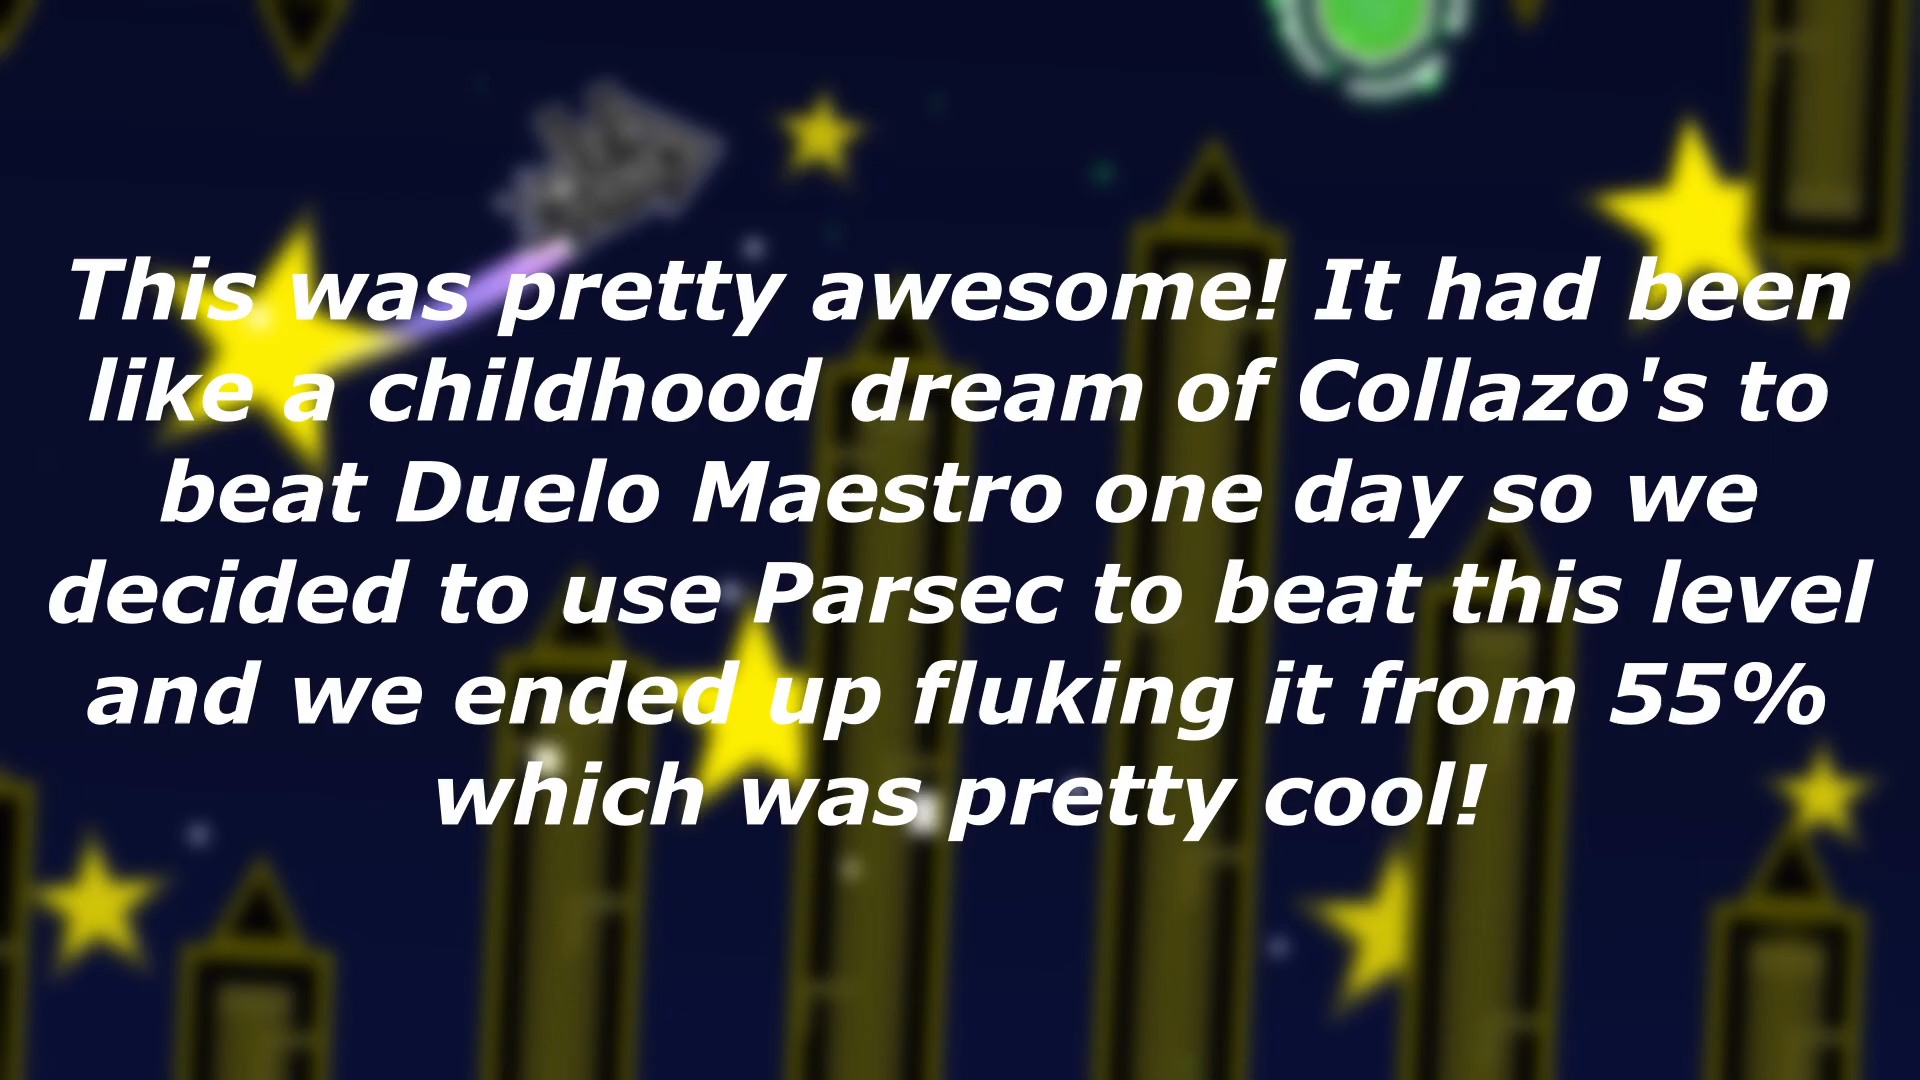 This was pretty awesome! It had been
like a childhood dream of Collazo's to
beat Duelo Maestro one day so we
decided to use Parsec to beat this level
and we ended up fluking it from 55%
which was pretty cool!